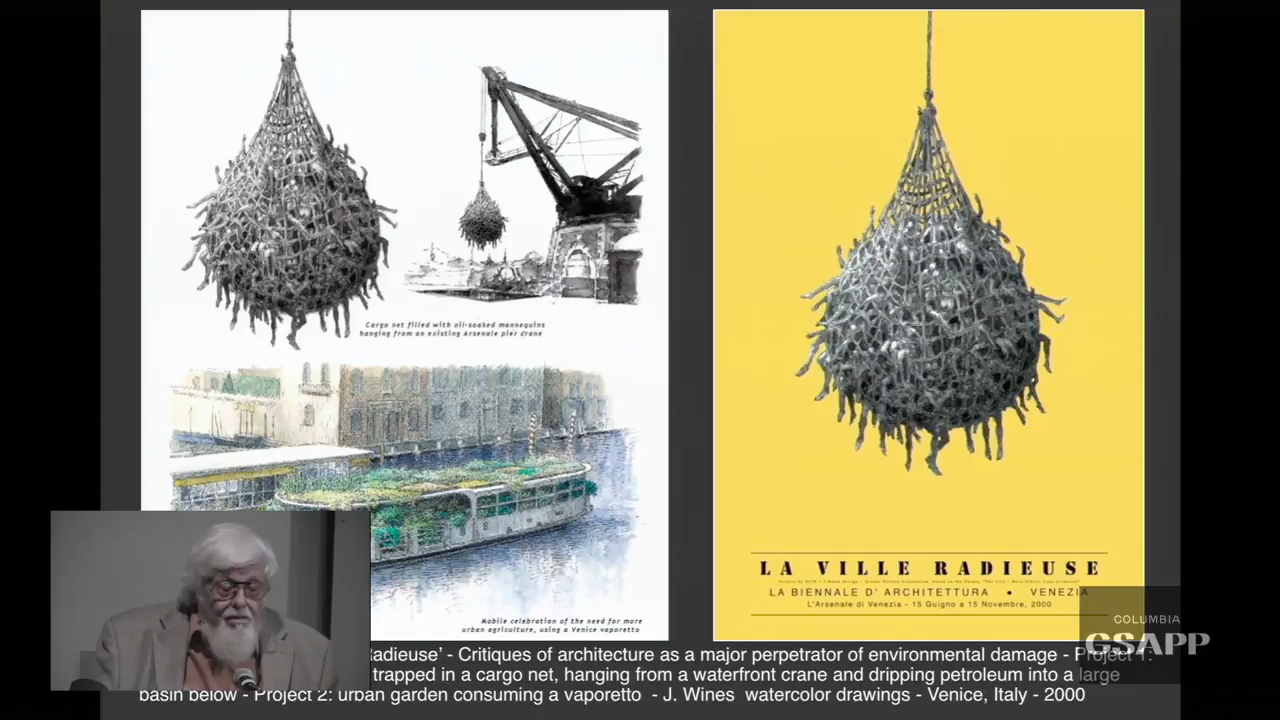 Cargo net filled with oil-soaked mannequins
hanging from an existing Arsenale pier crane
Mobile celebration of the need for more
urban agriculture, using a Venice vaporetto
LA VILLE RADIEUSE
LA BIENNALE D' ARCHITETTURA • VENEZIA
L'Arsenale di Venezia - 15 Guigno a 15 Novembre, 2000
COLUMBIA
GSAPP
Radieuse' - Critiques of architecture as a major perpetrator of environmental damage - Project 1:
trapped in a cargo net, hanging from a waterfront crane and dripping petroleum into a large
basin below - Project 2: urban garden consuming a vaporetto - J. Wines watercolor drawings - Venice, Italy - 2000